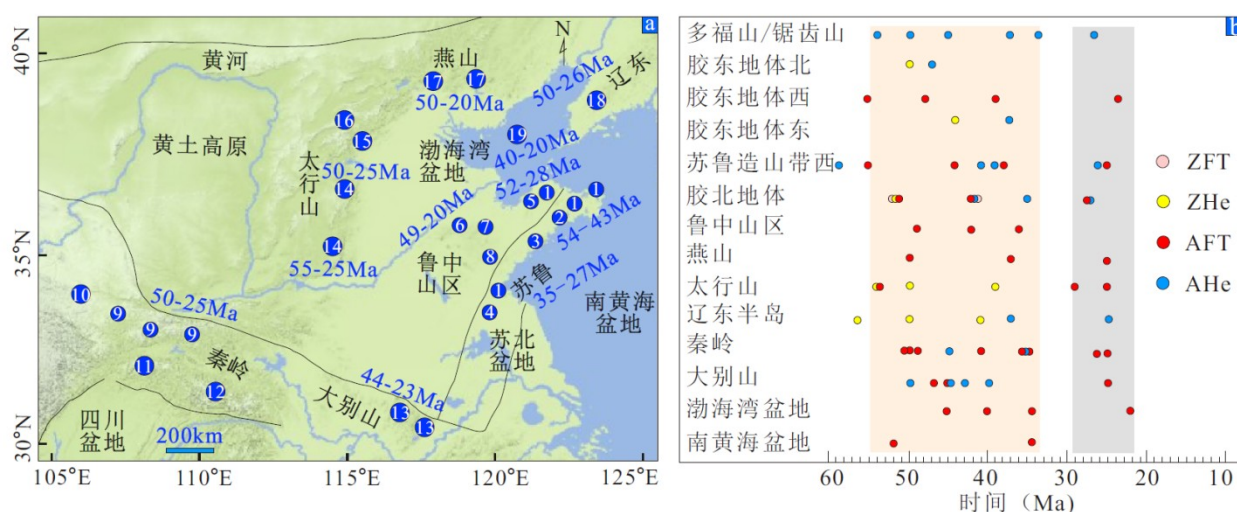 a
40°N
35°N
30°N
105°E
110°E
115°E
120°E
125°E
N
黄河
燕山
辽东
17
17
50-20Ma
50-26Ma
18
16
15
19
渤海湾
盆地
40-20Ma
黄土高原
太行山
50-25Ma
14
52-28Ma
5
1
1
1
2
49-20Ma
6
7
54-43Ma
3
14
55-25Ma
鲁中
山区
8
苏鲁
35-27Ma
南黄海
盆地
10
9
9
9
50-25Ma
1
4
苏北
盆地
11
秦岭
12
44-23Ma
大别山
13
13
四川
盆地
200km
b
多福山/锯齿山
胶东地体北
胶东地体西
胶东地体东
苏鲁造山带西
胶北地体
鲁中山区
燕山
太行山
辽东半岛
秦岭
大别山
渤海湾盆地
南黄海盆地
ZFT
ZHe
AFT
AHe
60 50 40 30 20 10
时间（Ma)